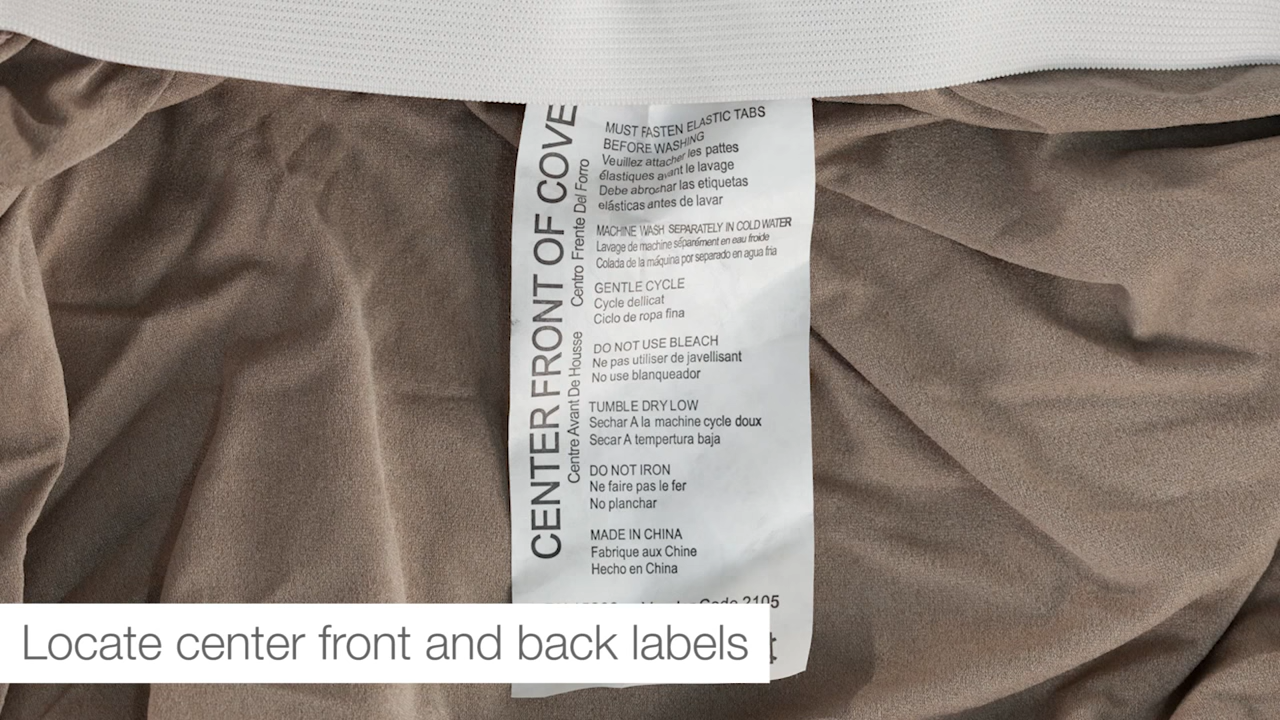 CENTER FRONT OF COVE
Centre Avant De Housse Centro Frente Del Forro
MUST FASTEN ELASTIC TABS
BEFORE WASHING
Veuillez attacher les pattes
élastiques avant le lavage
Debe abrochar las etiquetas
elásticas antes de lavar
MACHINE WASH SEPARATELY IN COLD WATER
Lavage de machine séparément en eau froide
Colada de la máquina por separado en agua fria
GENTLE CYCLE
Cycle dellicat
Ciclo de ropa fina
DO NOT USE BLEACH
Ne pas utiliser de javellisant
No use blanqueador
TUMBLE DRY LOW
Sechar A la machine cycle doux
Secar A tempertura baja
DO NOT IRON
Ne faire pas le fer
No planchar
MADE IN CHINA
Fabrique aux Chine
Hecho en China
Code 2105
Locate center front and back labels